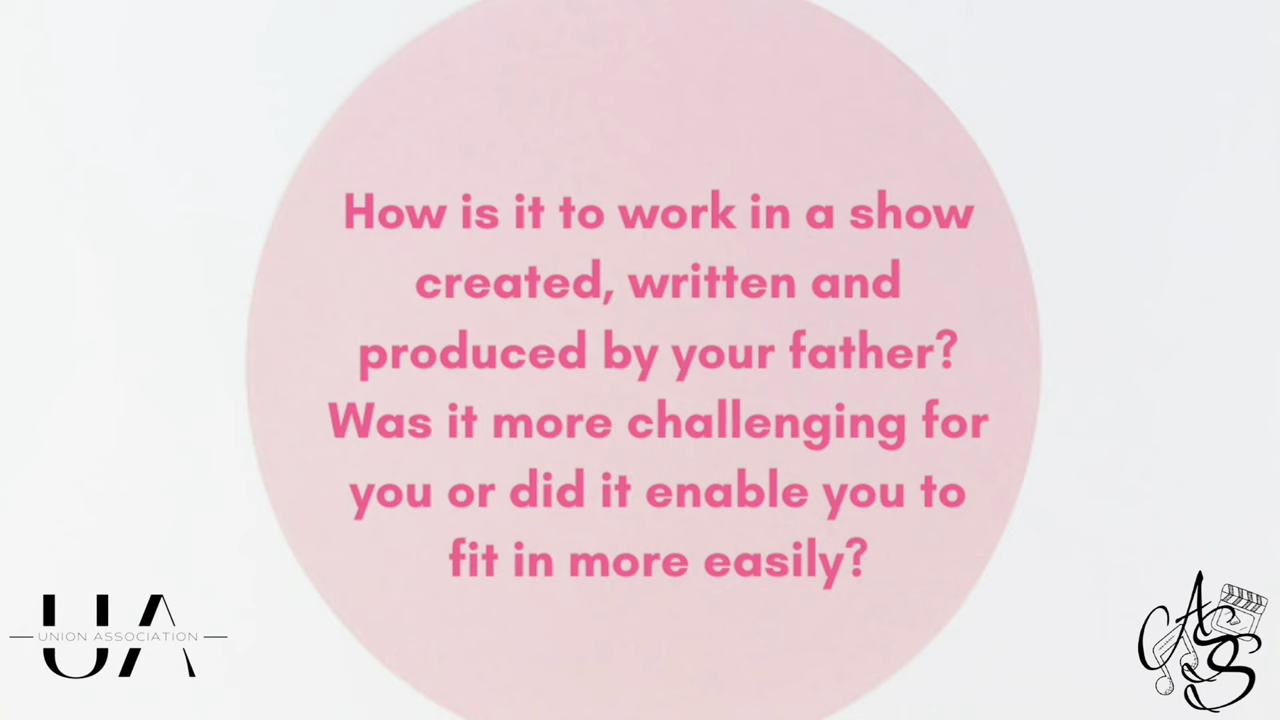 How is it to work in a show
created, written and
produced by your father?
Was it more challenging for
you or did it enable you to
fit in more easily?
UA
UNION ASSOCIATION
CASS